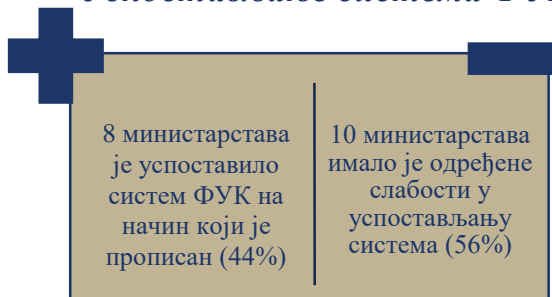 8 министарстава
је успоставило
систем ФУК на
начин који је
прописан (44%)
10 министарстава
имало је одређене
слабости у
успостављању
система (56%)